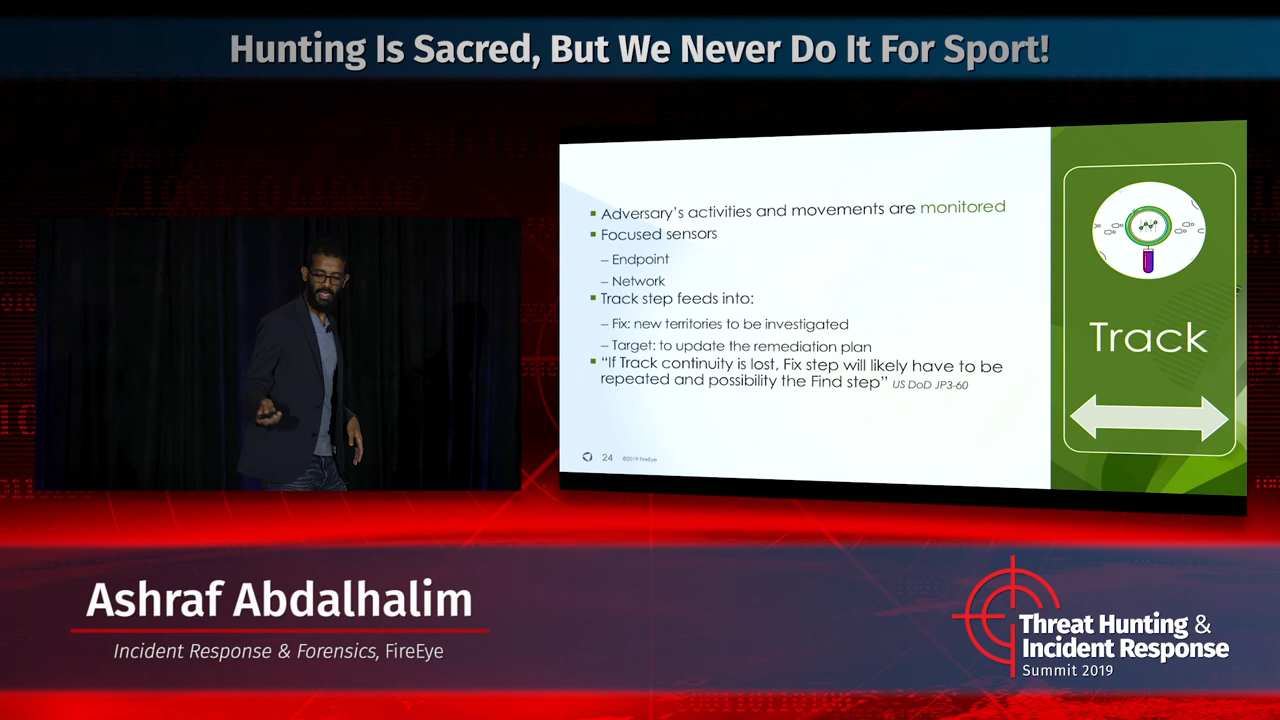 Hunting Is Sacred, But We Never Do It For Sport!
▪ Adversary's activities and movements are monitored
▪ Focused sensors
– Endpoint
– Network
▪ Track step feeds into:
– Fix: new territories to be investigated
– Target: to update the remediation plan
▪ "If Track continuity is lost, Fix step will likely have to be
repeated and possibility the Find step" US DoD JP3-60
24 ©2019 FireEye
Track
Ashraf Abdalhalim
Incident Response & Forensics, FireEye
Threat Hunting &
Incident Response
Summit 2019